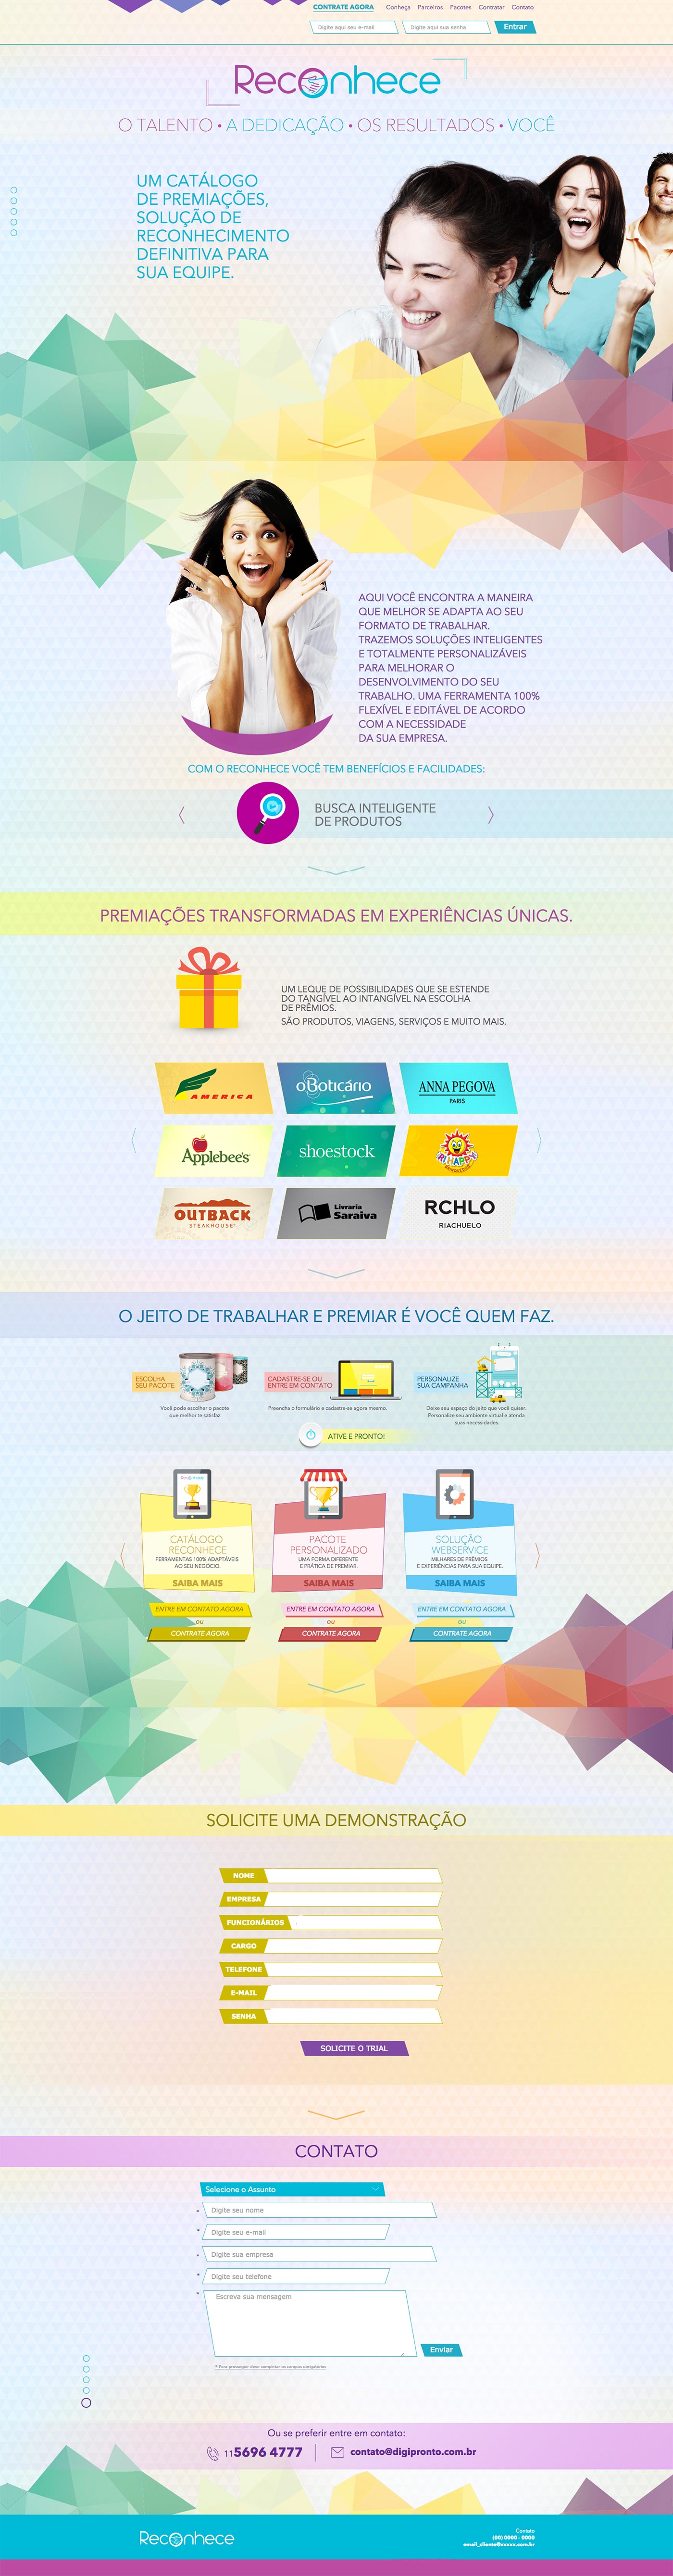 CONTRATE AGORA Conheça Parceiros Pacotes Contratar Contato
Digite aqui seu e-mail Digite aqui sua senha Entrar
Reconhece
O TALENTO • A DEDICAÇÃO • OS RESULTADOS • VOCÊ
UM CATÁLOGO
DE PREMIAÇÕES,
SOLUÇÃO DE
RECONHECIMENTO
DEFINITIVA PARA
SUA EQUIPE.
AQUI VOCÊ ENCONTRA A MANEIRA
QUE MELHOR SE ADAPTA AO SEU
FORMATO DE TRABALHAR.
TRAZEMOS SOLUÇÕES INTELIGENTES
E TOTALMENTE PERSONALIZÁVEIS
PARA MELHORAR O
DESENVOLVIMENTO DO SEU
TRABALHO. UMA FERRAMENTA 100%
FLEXÍVEL E EDITÁVEL DE ACORDO
COM A NECESSIDADE
DA SUA EMPRESA.
COM O RECONHECE VOCÊ TEM BENEFÍCIOS E FACILIDADES:
BUSCA INTELIGENTE
DE PRODUTOS
PREMIAÇÕES TRANSFORMADAS EM EXPERIÊNCIAS ÚNICAS.
UM LEQUE DE POSSIBILIDADES QUE SE ESTENDE
DO TANGÍVEL AO INTANGÍVEL NA ESCOLHA
DE PRÊMIOS.
SÃO PRODUTOS, VIAGENS, SERVIÇOS E MUITO MAIS.
AMERICA
oBoticário
ANNA PEGOVA
PARIS
Applebee's
shoestock
RI HAPPY
BRINQUEDOS
OUTBACK
STEAKHOUSE
Livraria
Saraiva
RCHLO
RIACHUELO
O JEITO DE TRABALHAR E PREMIAR É VOCÊ QUEM FAZ.
ESCOLHA
SEU PACOTE
Você pode escolher o pacote
que melhor te satisfaz.
CADASTRE-SE OU
ENTRE EM CONTATO
Preencha o formulário e cadastre-se agora mesmo.
PERSONALIZE
SUA CAMPANHA
Deixe seu espaço do jeito que você quiser.
Personalize seu ambiente virtual e atenda
suas necessidades.
ATIVE E PRONTO!
Reconhece
CATÁLOGO
RECONHECE
FERRAMENTAS 100% ADAPTÁVEIS
AO SEU NEGÓCIO.
SAIBA MAIS
ENTRE EM CONTATO AGORA
ou
CONTRATE AGORA
PACOTE
PERSONALIZADO
UMA FORMA DIFERENTE
E PRÁTICA DE PREMIAR.
SAIBA MAIS
ENTRE EM CONTATO AGORA
ou
CONTRATE AGORA
SOLUÇÃO
WEBSERVICE
MILHARES DE PRÊMIOS
E EXPERIÊNCIAS PARA SUA EQUIPE.
SAIBA MAIS
ENTRE EM CONTATO AGORA
ou
CONTRATE AGORA
SOLICITE UMA DEMONSTRAÇÃO
NOME
EMPRESA
FUNCIONÁRIOS
CARGO
TELEFONE
E-MAIL
SENHA
SOLICITE O TRIAL
CONTATO
Selecione o Assunto
* Digite seu nome
* Digite seu e-mail
* Digite sua empresa
* Digite seu telefone
* Escreva sua mensagem
Enviar
* Para prosseguir deve completar os campos obrigatórios
Ou se preferir entre em contato:
11 5696 4777
contato@digipronto.com.br
Reconhece
Contato
(00) 0000 - 0000
email_cliente@xxxxx.com.br